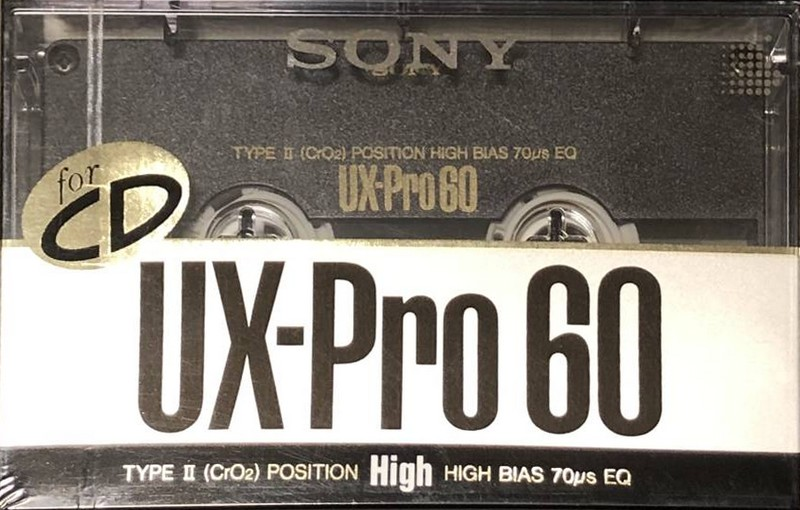 SONY
SONY
TYPE II (CrO2) POSITION HIGH BIAS 70μs EQ
UX-Pro 60
for
CD
UX-Pro 60
TYPE II (CrO2) POSITION High HIGH BIAS 70μs EQ